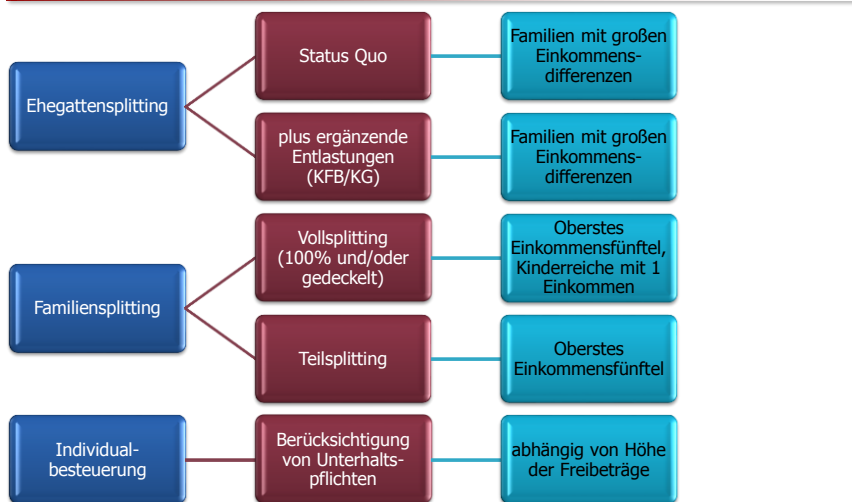 Ehegattensplitting
Status Quo
Familien mit großen
Einkommens-
differenzen
plus ergänzende
Entlastungen
(KFB/KG)
Familien mit großen
Einkommens-
differenzen
Familiensplitting
Vollsplitting
(100% und/oder
gedeckelt)
Oberstes
Einkommensfünftel,
Kinderreiche mit 1
Einkommen
Teilsplitting
Oberstes
Einkommensfünftel
Individual-
besteuerung
Berücksichtigung
von Unterhalts-
pflichten
abhängig von Höhe
der Freibeträge